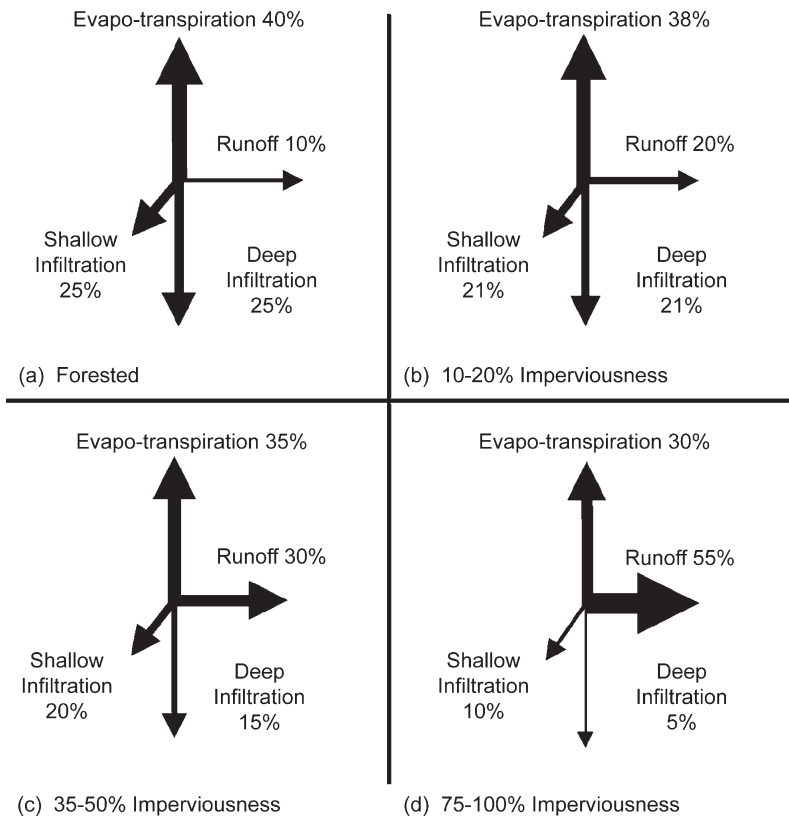 Evapo-transpiration 40%
Runoff 10%
Shallow
Infiltration
25%
Deep
Infiltration
25%
(a) Forested
Evapo-transpiration 38%
Runoff 20%
Shallow
Infiltration
21%
Deep
Infiltration
21%
(b) 10-20% Imperviousness
Evapo-transpiration 35%
Runoff 30%
Shallow
Infiltration
20%
Deep
Infiltration
15%
(c) 35-50% Imperviousness
Evapo-transpiration 30%
Runoff 55%
Shallow
Infiltration
10%
Deep
Infiltration
5%
(d) 75-100% Imperviousness